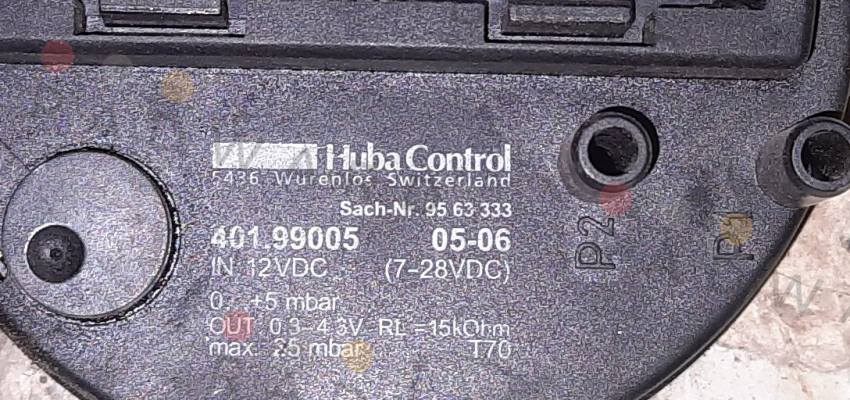 Huba Control
5436 Würenlos Switzerland
Sach-Nr. 95 63 333
401.99005 05-06
IN 12VDC (7-28VDC)
0... +5 mbar
OUT 0.3-4.3V RL =15kOhm
max. 25 mbar T70
P2
P1